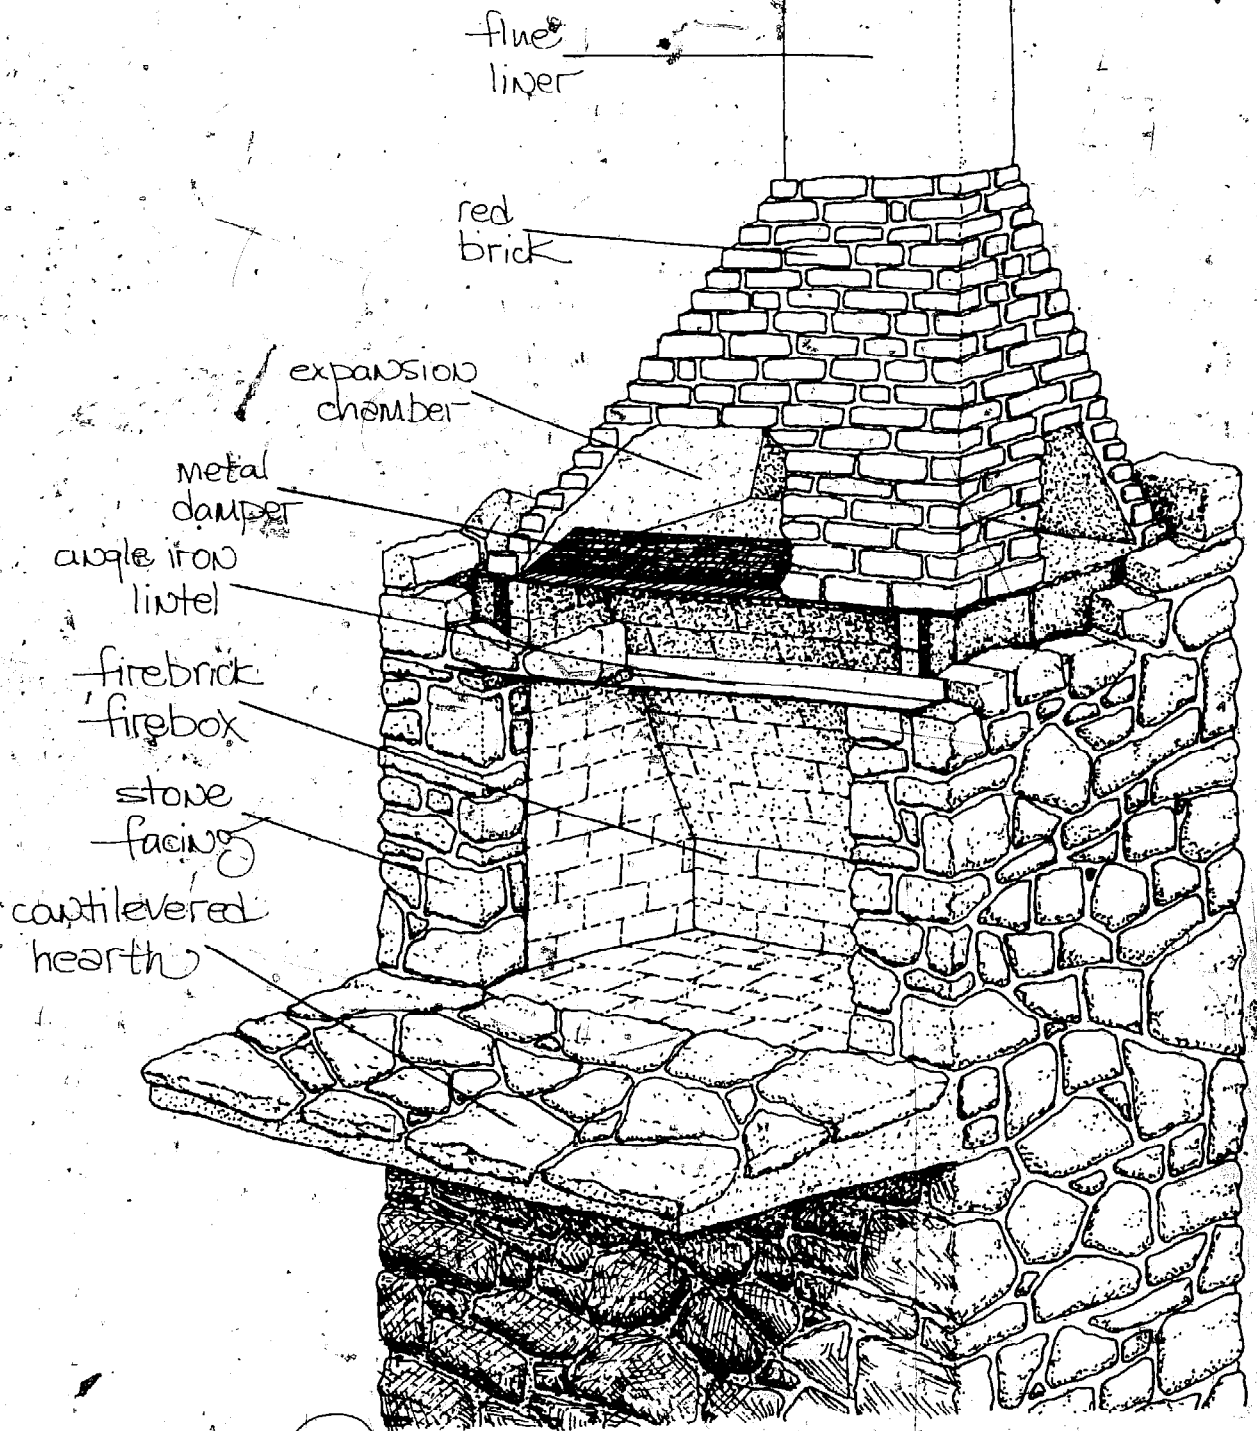 flue
liner
red
brick
expansion
chamber
metal
damper
angle iron
lintel
firebrick
firebox
stone
facing
cantilevered
hearth